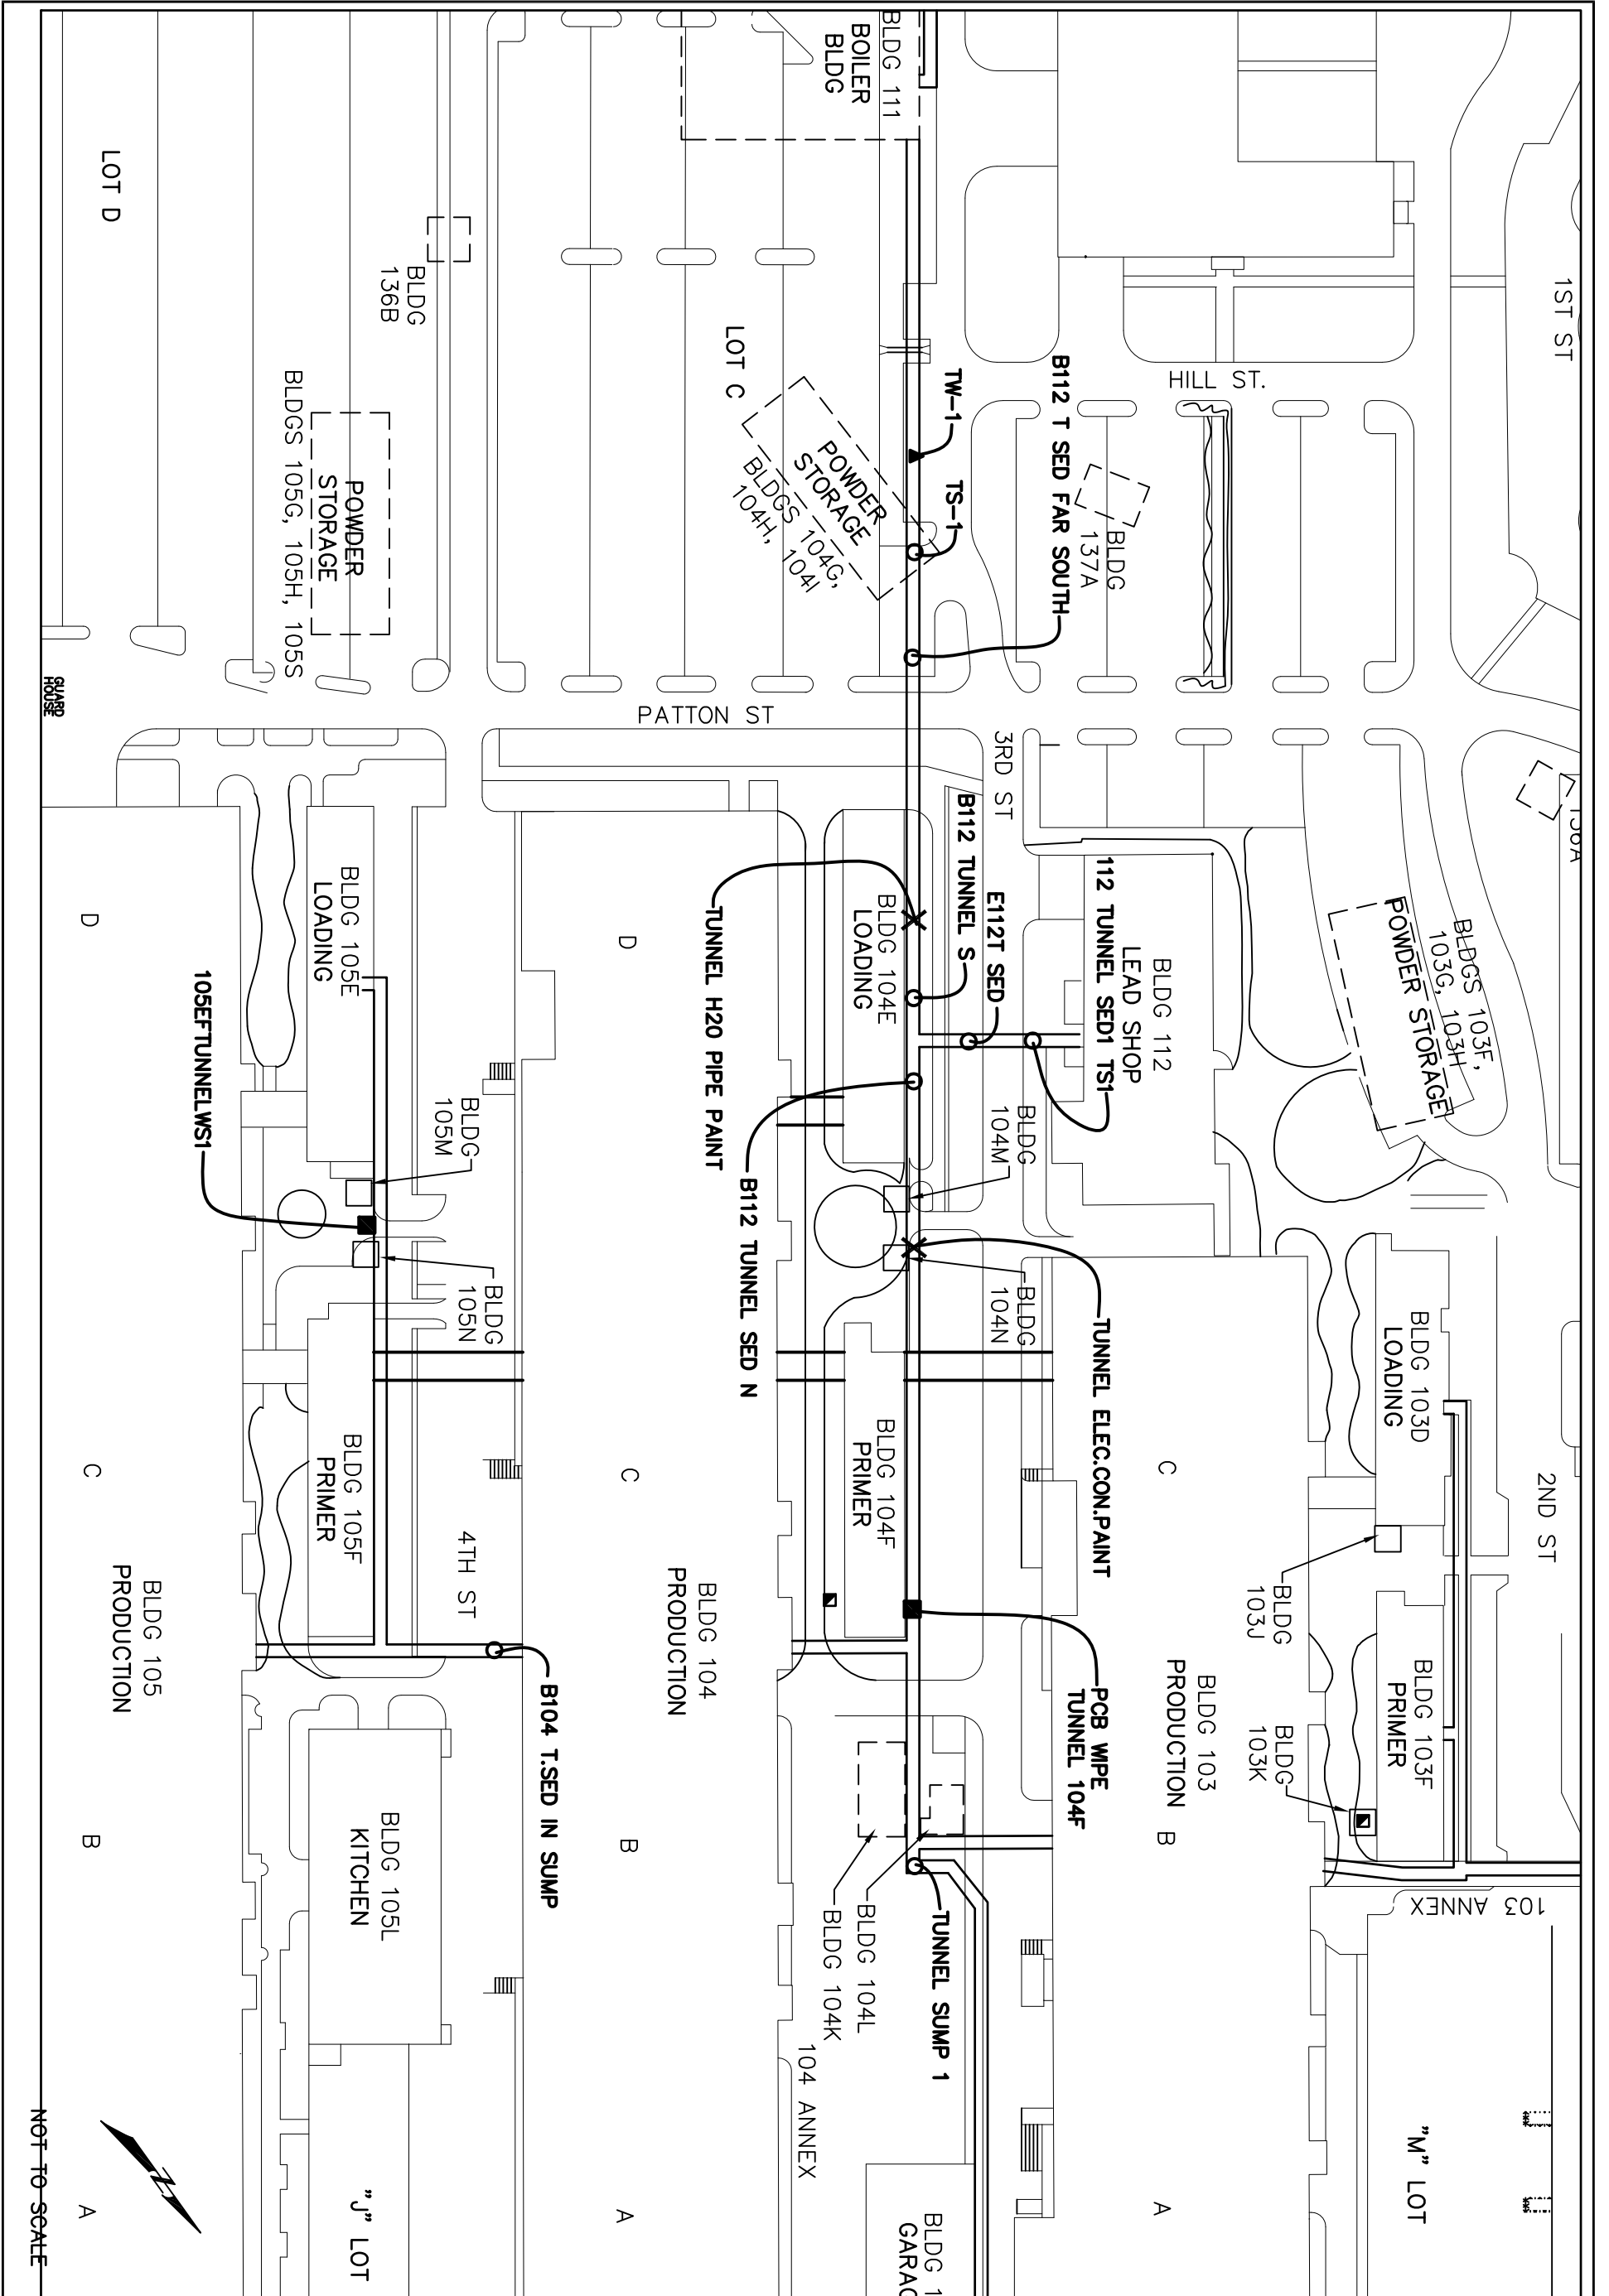 1ST ST
HILL ST.
BLDG 111
BOILER
BLDG
LOT D
BLDG
136B
LOT C
TW-1
TS-1
B112 T SED FAR SOUTH
BLDG
137A
POWDER
STORAGE
BLDGS 104G,
104H, 104I
POWDER
STORAGE
BLDGS 105G, 105H, 105S
GUARD
HOUSE
PATTON ST
3RD ST
136A
BLDGS 103F,
103G, 103H
POWDER STORAGE
BLDG 112
LEAD SHOP
112 TUNNEL SED1 TS1
E112T SED
B112 TUNNEL S
BLDG 104E
LOADING
TUNNEL H20 PIPE PAINT
B112 TUNNEL SED N
D
D
BLDG 105E
LOADING
105EFTUNNELWS1
BLDG
105M
BLDG
105N
BLDG
104M
BLDG
104N
TUNNEL ELEC.CON.PAINT
BLDG 103D
LOADING
2ND ST
BLDG
103J
BLDG 103F
PRIMER
BLDG
103K
BLDG 103
PRODUCTION
C
C
C
BLDG 104F
PRIMER
PCB WIPE
TUNNEL 104F
BLDG 105F
PRIMER
4TH ST
BLDG 104
PRODUCTION
BLDG 105
PRODUCTION
B104 T.SED IN SUMP
B
B
B
103 ANNEX
BLDG 105L
KITCHEN
TUNNEL SUMP 1
BLDG 104L
BLDG 104K
104 ANNEX
"M" LOT
"J" LOT
A
A
A
BLDG 1
GARAG
N
NOT TO SCALE